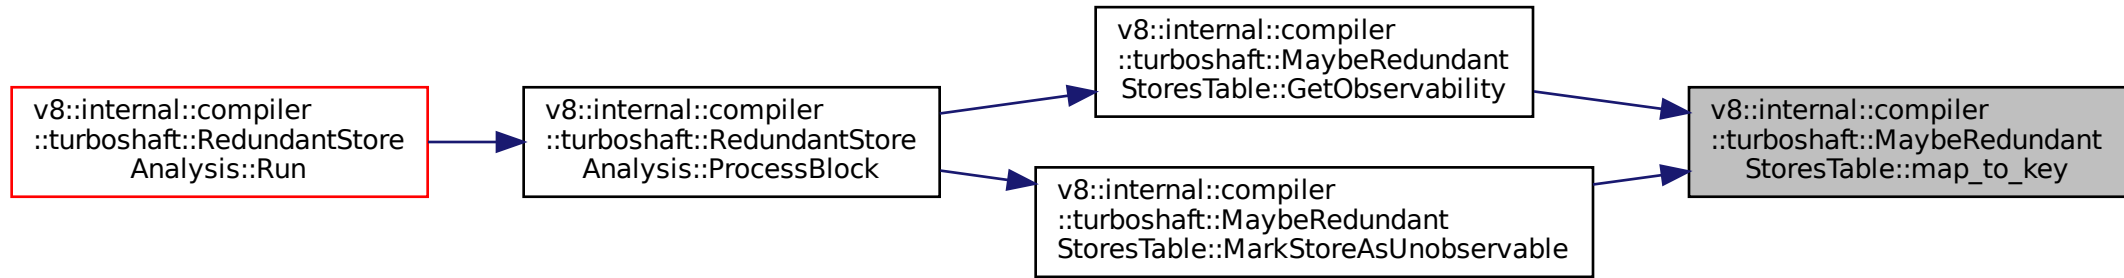 v8::internal::compiler
::turboshaft::RedundantStore
Analysis::Run
v8::internal::compiler
::turboshaft::RedundantStore
Analysis::ProcessBlock
v8::internal::compiler
::turboshaft::MaybeRedundant
StoresTable::GetObservability
v8::internal::compiler
::turboshaft::MaybeRedundant
StoresTable::MarkStoreAsUnobservable
v8::internal::compiler
::turboshaft::MaybeRedundant
StoresTable::map_to_key